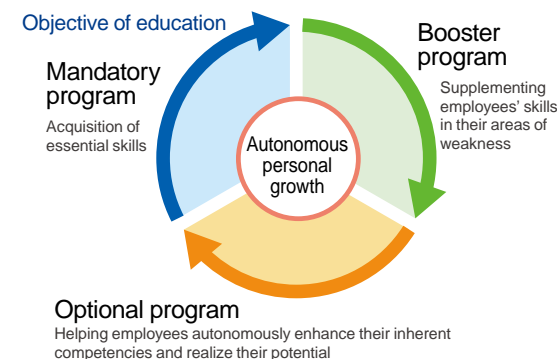 Objective of education
Mandatory
program
Acquisition of
essential skills
Booster
program
Supplementing
employees' skills
in their areas of
weakness
Autonomous
personal
growth
Optional program
Helping employees autonomously enhance their inherent
competencies and realize their potential